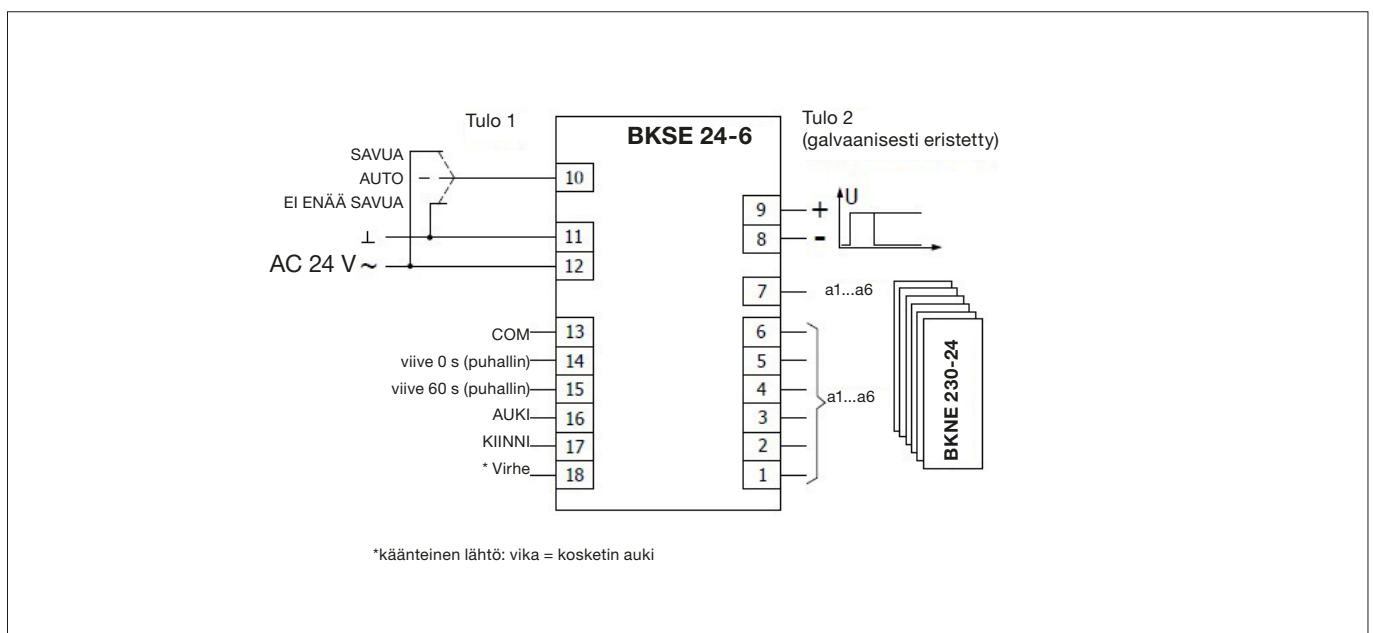 Tulo 1
BKSE 24-6
Tulo 2
(galvaanisesti eristetty)
SAVUA
AUTO
EI ENÄÄ SAVUA
10
⊥
11
AC 24 V ~
12
9
+
U
8
-
7
a1...a6
COM
13
viive 0 s (puhallin)
14
viive 60 s (puhallin)
15
AUKI
16
KIINNI
17
* Virhe
18
6
5
4
3
2
1
a1...a6
BKNE 230-24
*käänteinen lähtö: vika = kosketin auki